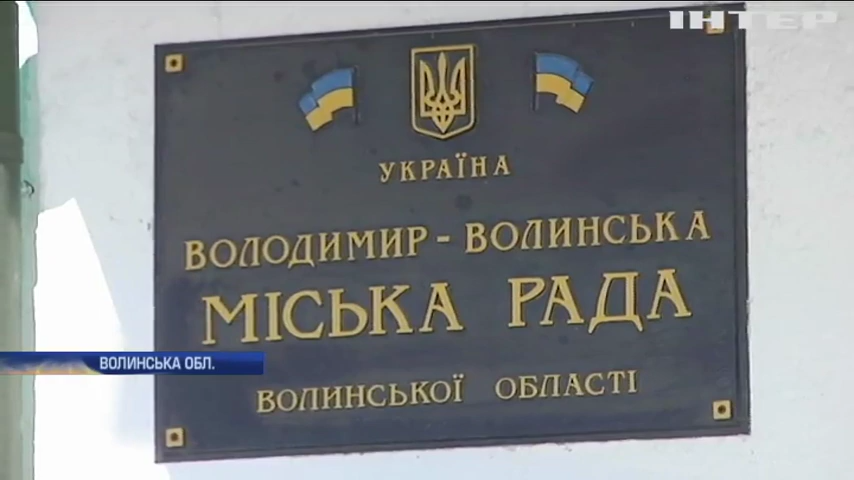 ІНТЕР
УКРАЇНА
ВОЛОДИМИР - ВОЛИНСЬКА
МІСЬКА РАДА
ВОЛИНСЬКА ОБЛ.
ВОЛИНСЬКОЇ ОБЛАСТІ